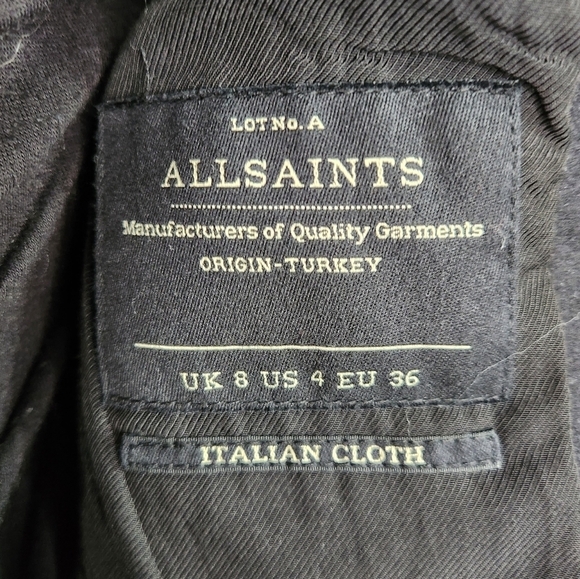 LOT No. A
ALLSAINTS
Manufacturers of Quality Garments
ORIGIN-TURKEY
UK 8 US 4 EU 36
ITALIAN CLOTH